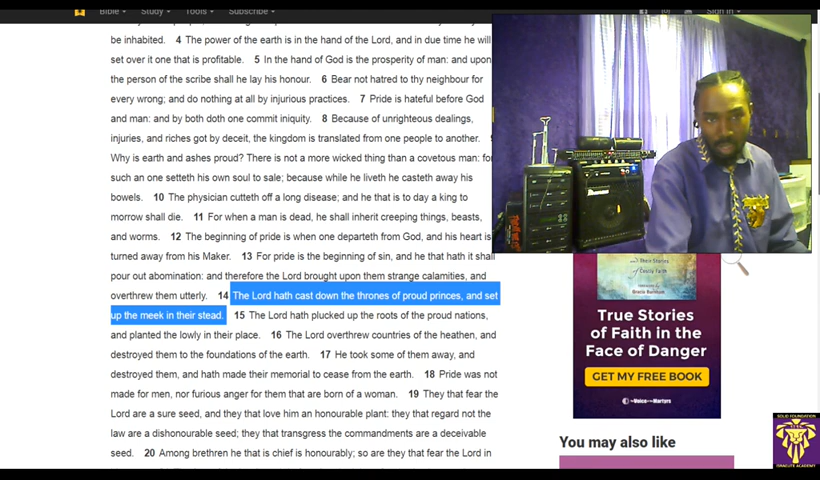 Bible Study Tools Subscribe Sign In
be inhabited. 4 The power of the earth is in the hand of the Lord, and in due time he will
set over it one that is profitable. 5 In the hand of God is the prosperity of man: and upon
the person of the scribe shall he lay his honour. 6 Bear not hatred to thy neighbour for
every wrong; and do nothing at all by injurious practices. 7 Pride is hateful before God
and man: and by both doth one commit iniquity. 8 Because of unrighteous dealings,
injuries, and riches got by deceit, the kingdom is translated from one people to another.
Why is earth and ashes proud? There is not a more wicked thing than a covetous man: for
such an one setteth his own soul to sale; because while he liveth he casteth away his
bowels. 10 The physician cutteth off a long disease; and he that is to day a king to
morrow shall die. 11 For when a man is dead, he shall inherit creeping things, beasts,
and worms. 12 The beginning of pride is when one departeth from God, and his heart is
turned away from his Maker. 13 For pride is the beginning of sin, and he that hath it shall
pour out abomination: and therefore the Lord brought upon them strange calamities, and
overthrew them utterly. 14 The Lord hath cast down the thrones of proud princes, and set
up the meek in their stead. 15 The Lord hath plucked up the roots of the proud nations,
and planted the lowly in their place. 16 The Lord overthrew countries of the heathen, and
destroyed them to the foundations of the earth. 17 He took some of them away, and
destroyed them, and hath made their memorial to cease from the earth. 18 Pride was not
made for men, nor furious anger for them that are born of a woman. 19 They that fear the
Lord are a sure seed, and they that love him an honourable plant: they that regard not the
law are a dishonourable seed; they that transgress the commandments are a deceivable
seed. 20 Among brethren he that is chief is honourably; so are they that fear the Lord in
and Their Stories
of Costly Faith
True Stories
of Faith in the
Face of Danger
GET MY FREE BOOK
You may also like
SOLID FOUNDATION
ISRAELITE ACADEMY